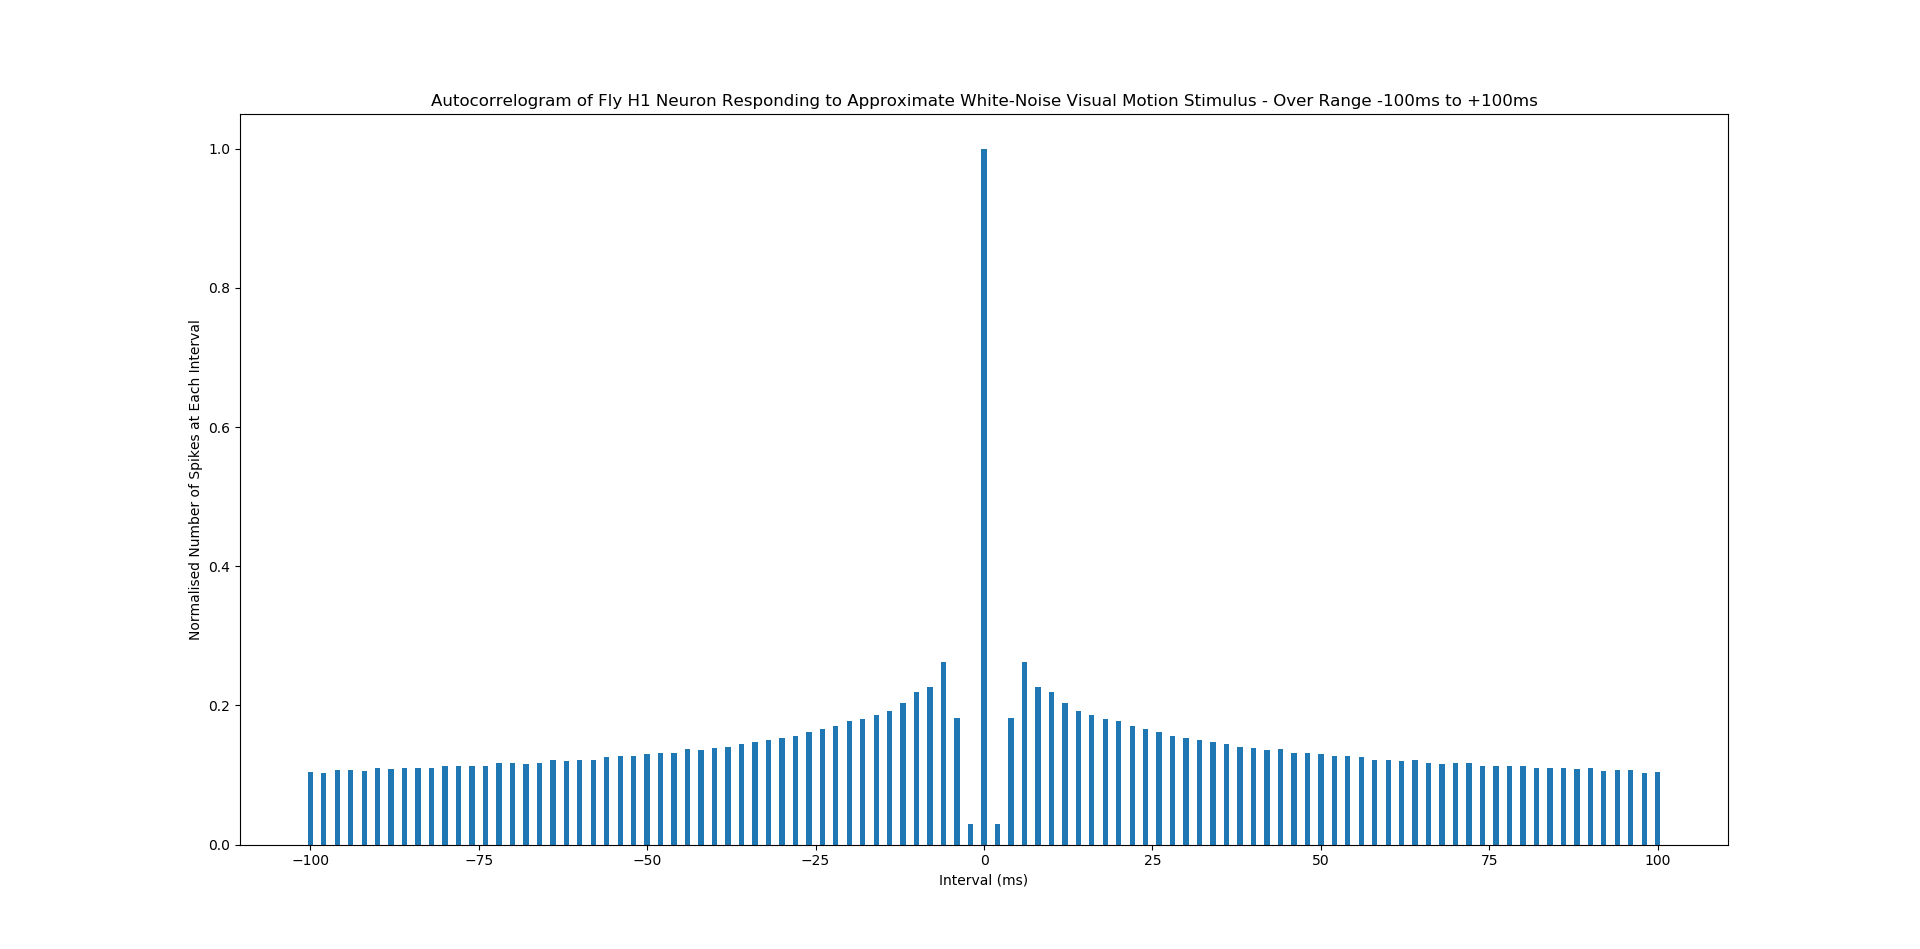 Autocorrelogram of Fly H1 Neuron Responding to Approximate White-Noise Visual Motion Stimulus - Over Range -100ms to +100ms
1.0
0.8
0.6
0.4
0.2
0.0
Normalised Number of Spikes at Each Interval
−100 −75 −50 −25 0 25 50 75 100
Interval (ms)